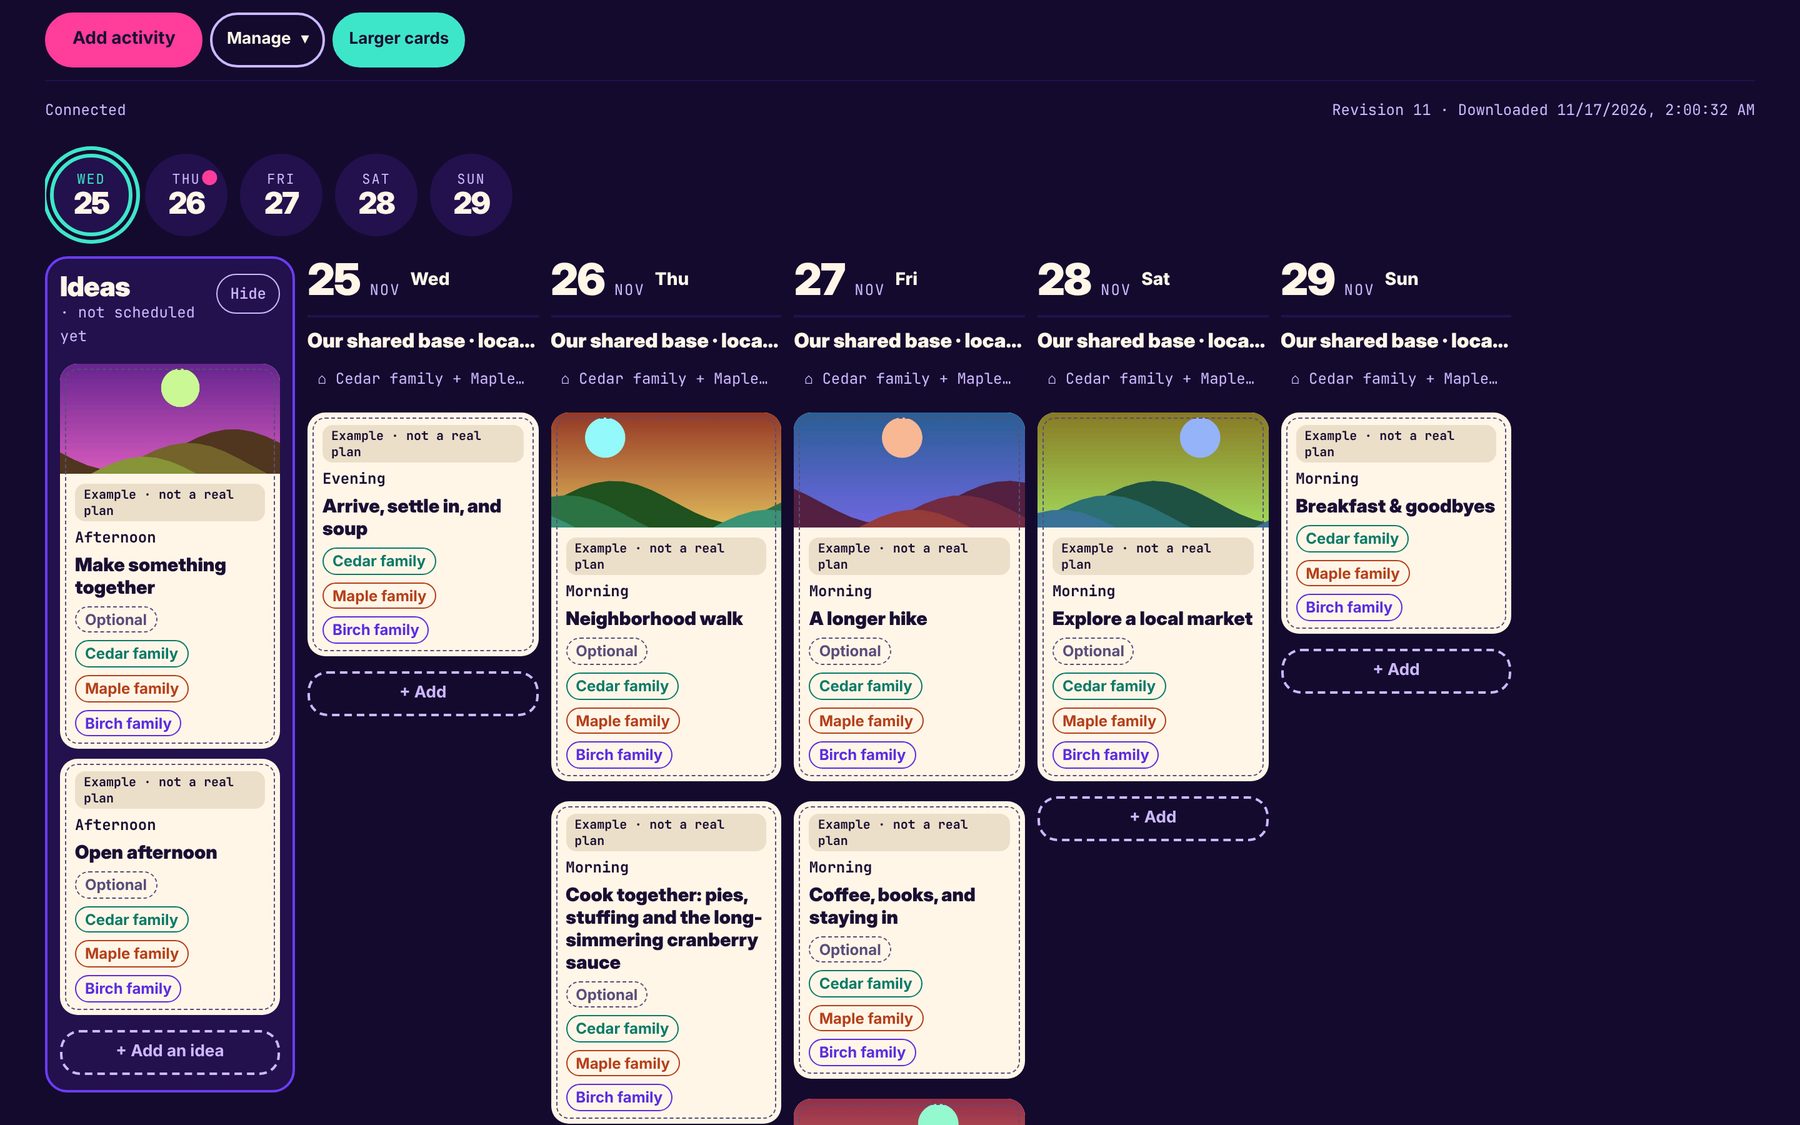 Add activity
Manage ▾
Larger cards
Connected
Revision 11 · Downloaded 11/17/2026, 2:00:32 AM
WED
25
THU
26
FRI
27
SAT
28
SUN
29
Ideas
· not scheduled
yet
Hide
Example · not a real
plan
Afternoon
Make something
together
Optional
Cedar family
Maple family
Birch family
Example · not a real
plan
Afternoon
Open afternoon
Optional
Cedar family
Maple family
Birch family
+ Add an idea
25 NOV Wed
Our shared base · loca…
⌂ Cedar family + Maple…
Example · not a real
plan
Evening
Arrive, settle in, and
soup
Cedar family
Maple family
Birch family
+ Add
26 NOV Thu
Our shared base · loca…
⌂ Cedar family + Maple…
Example · not a real
plan
Morning
Neighborhood walk
Optional
Cedar family
Maple family
Birch family
Example · not a real
plan
Morning
Cook together: pies,
stuffing and the long-
simmering cranberry
sauce
Optional
Cedar family
Maple family
Birch family
27 NOV Fri
Our shared base · loca…
⌂ Cedar family + Maple…
Example · not a real
plan
Morning
A longer hike
Optional
Cedar family
Maple family
Birch family
Example · not a real
plan
Morning
Coffee, books, and
staying in
Optional
Cedar family
Maple family
Birch family
28 NOV Sat
Our shared base · loca…
⌂ Cedar family + Maple…
Example · not a real
plan
Morning
Explore a local market
Optional
Cedar family
Maple family
Birch family
+ Add
29 NOV Sun
Our shared base · loca…
⌂ Cedar family + Maple…
Example · not a real
plan
Morning
Breakfast & goodbyes
Cedar family
Maple family
Birch family
+ Add